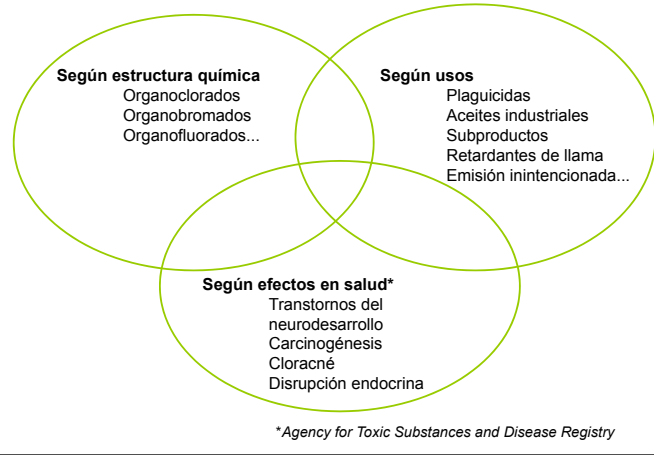 Según estructura química
Organoclorados
Organobromados
Organofluorados...
Según usos
Plaguicidas
Aceites industriales
Subproductos
Retardantes de llama
Emisión inintencionada...
Según efectos en salud*
Transtornos del
neurodesarrollo
Carcinogénesis
Cloracné
Disrupción endocrina
*Agency for Toxic Substances and Disease Registry